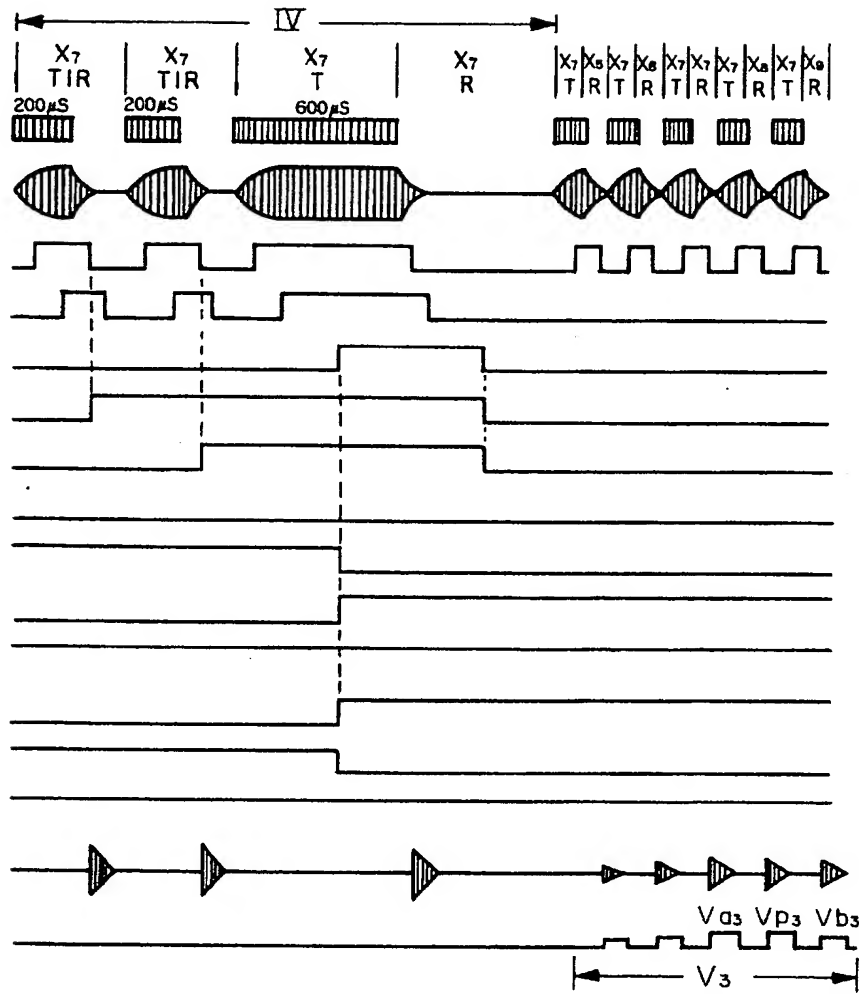 IV
X7 X7 X7 X7 X7 X5 X7 X6 X7 X7 X7 X8 X7 X9
TIR TIR T R T R T R T R T R T R
200µS 200µS 600µS
Va3 Vp3 Vb3
V3